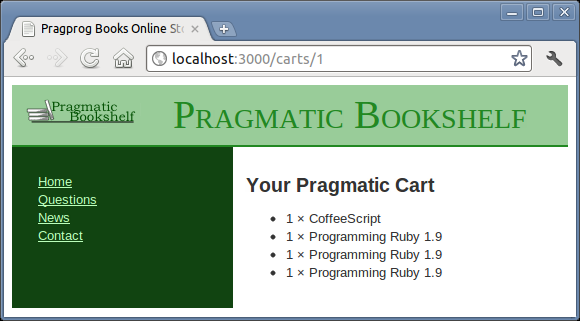 Pragprog Books Online Sto
localhost:3000/carts/1
Pragmatic
Bookshelf
PRAGMATIC BOOKSHELF
Home
Questions
News
Contact
Your Pragmatic Cart
• 1 × CoffeeScript
• 1 × Programming Ruby 1.9
• 1 × Programming Ruby 1.9
• 1 × Programming Ruby 1.9